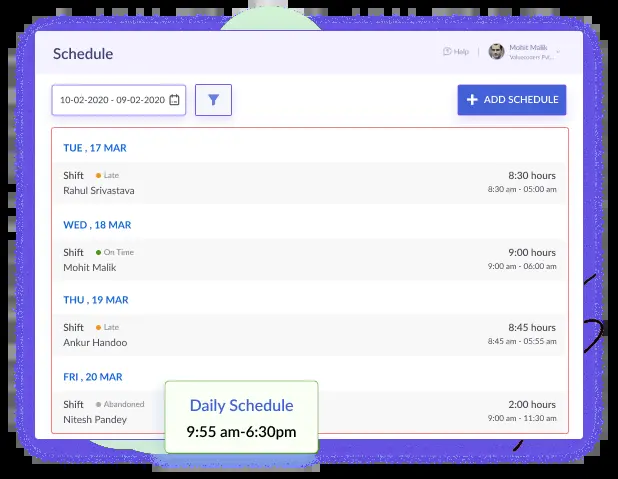 Schedule
Help
Mohit Malik
10-02-2020 - 09-02-2020
ADD SCHEDULE
TUE , 17 MAR
Shift Late 8:30 hours
Rahul Srivastava 8:30 am - 05:00 am
WED , 18 MAR
Shift On Time 9:00 hours
Mohit Malik 9:00 am - 06:00 am
THU , 19 MAR
Shift Late 8:45 hours
Ankur Handoo 8:45 am - 05:55 am
FRI , 20 MAR
Shift Abandoned 2:00 hours
Nitesh Pandey 9:00 am - 11:30 am
Daily Schedule
9:55 am-6:30pm